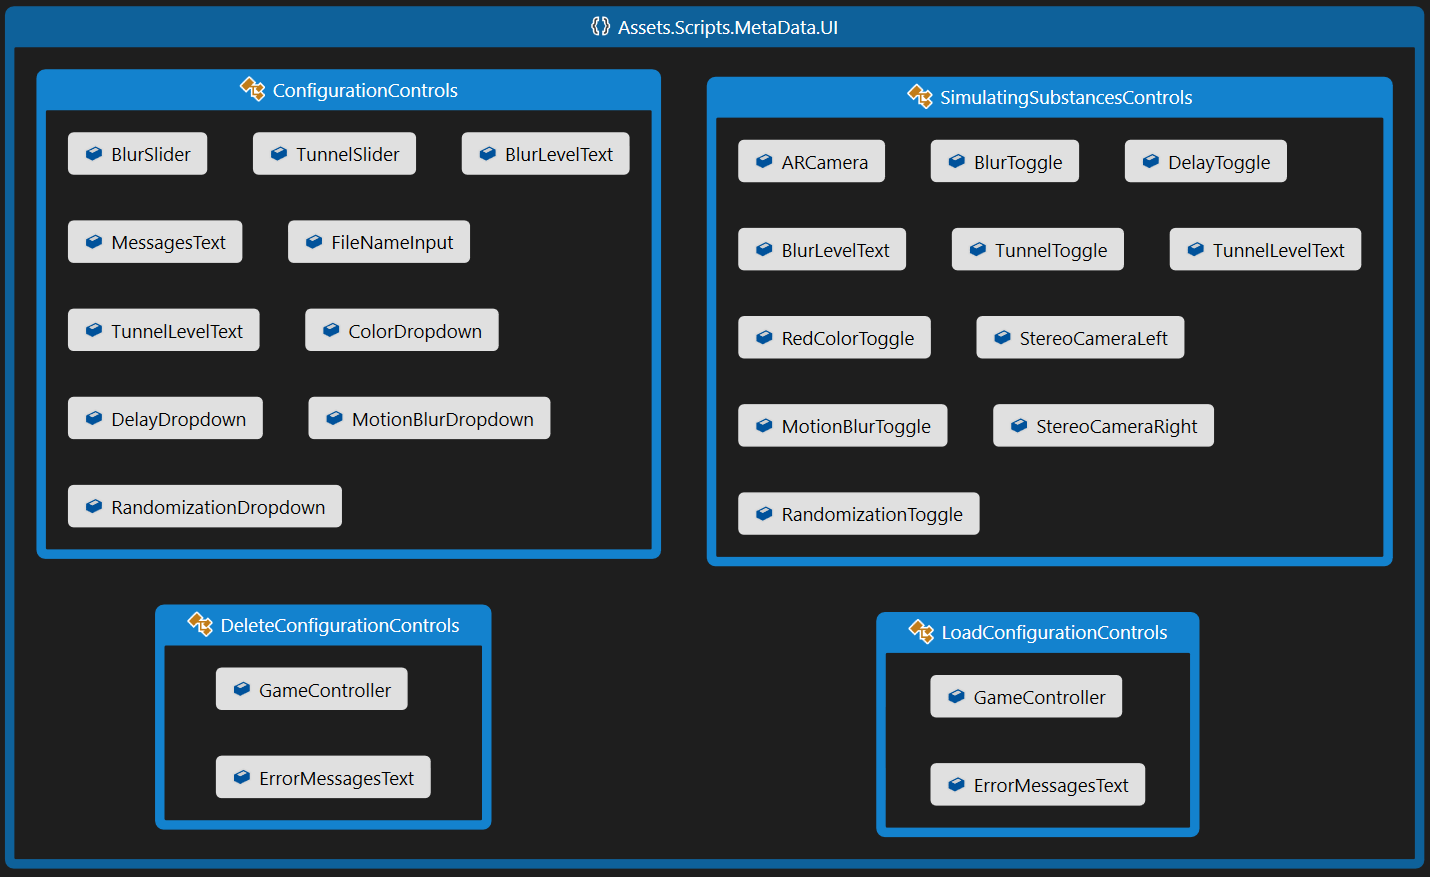 Assets.Scripts.MetaData.UI
ConfigurationControls
BlurSlider
TunnelSlider
BlurLevelText
MessagesText
FileNameInput
TunnelLevelText
ColorDropdown
DelayDropdown
MotionBlurDropdown
RandomizationDropdown
SimulatingSubstancesControls
ARCamera
BlurToggle
DelayToggle
BlurLevelText
TunnelToggle
TunnelLevelText
RedColorToggle
StereoCameraLeft
MotionBlurToggle
StereoCameraRight
RandomizationToggle
DeleteConfigurationControls
GameController
ErrorMessagesText
LoadConfigurationControls
GameController
ErrorMessagesText